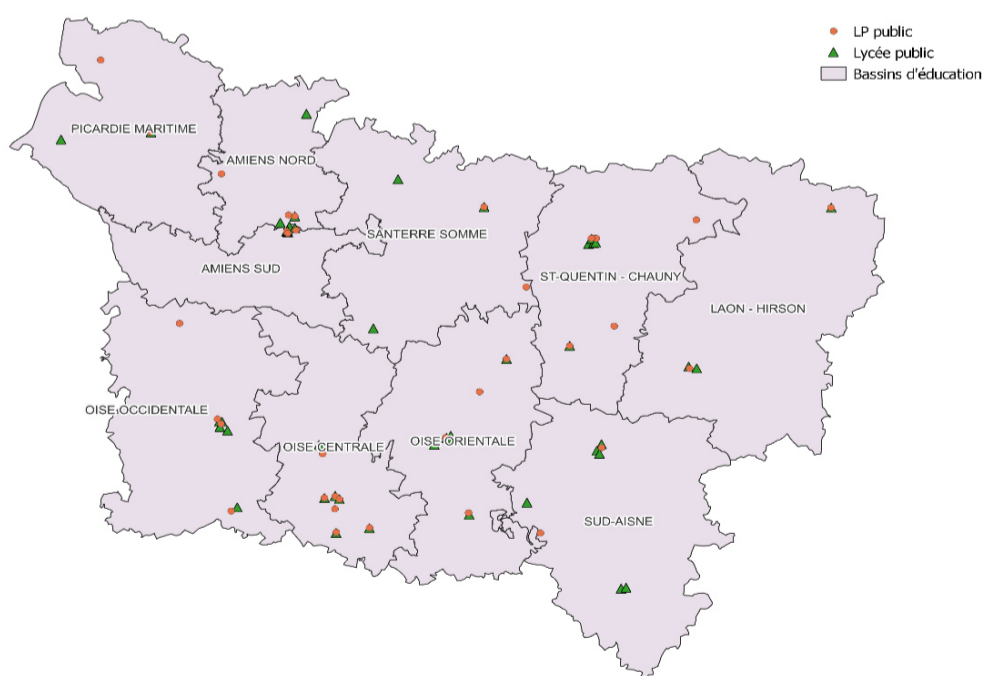 LP public
Lycée public
Bassins d'éducation
PICARDIE MARITIME
AMIENS NORD
SANTERRE SOMME
AMIENS SUD
ST-QUENTIN - CHAUNY
LAON - HIRSON
OISE OCCIDENTALE
OISE CENTRALE
OISE ORIENTALE
SUD-AISNE